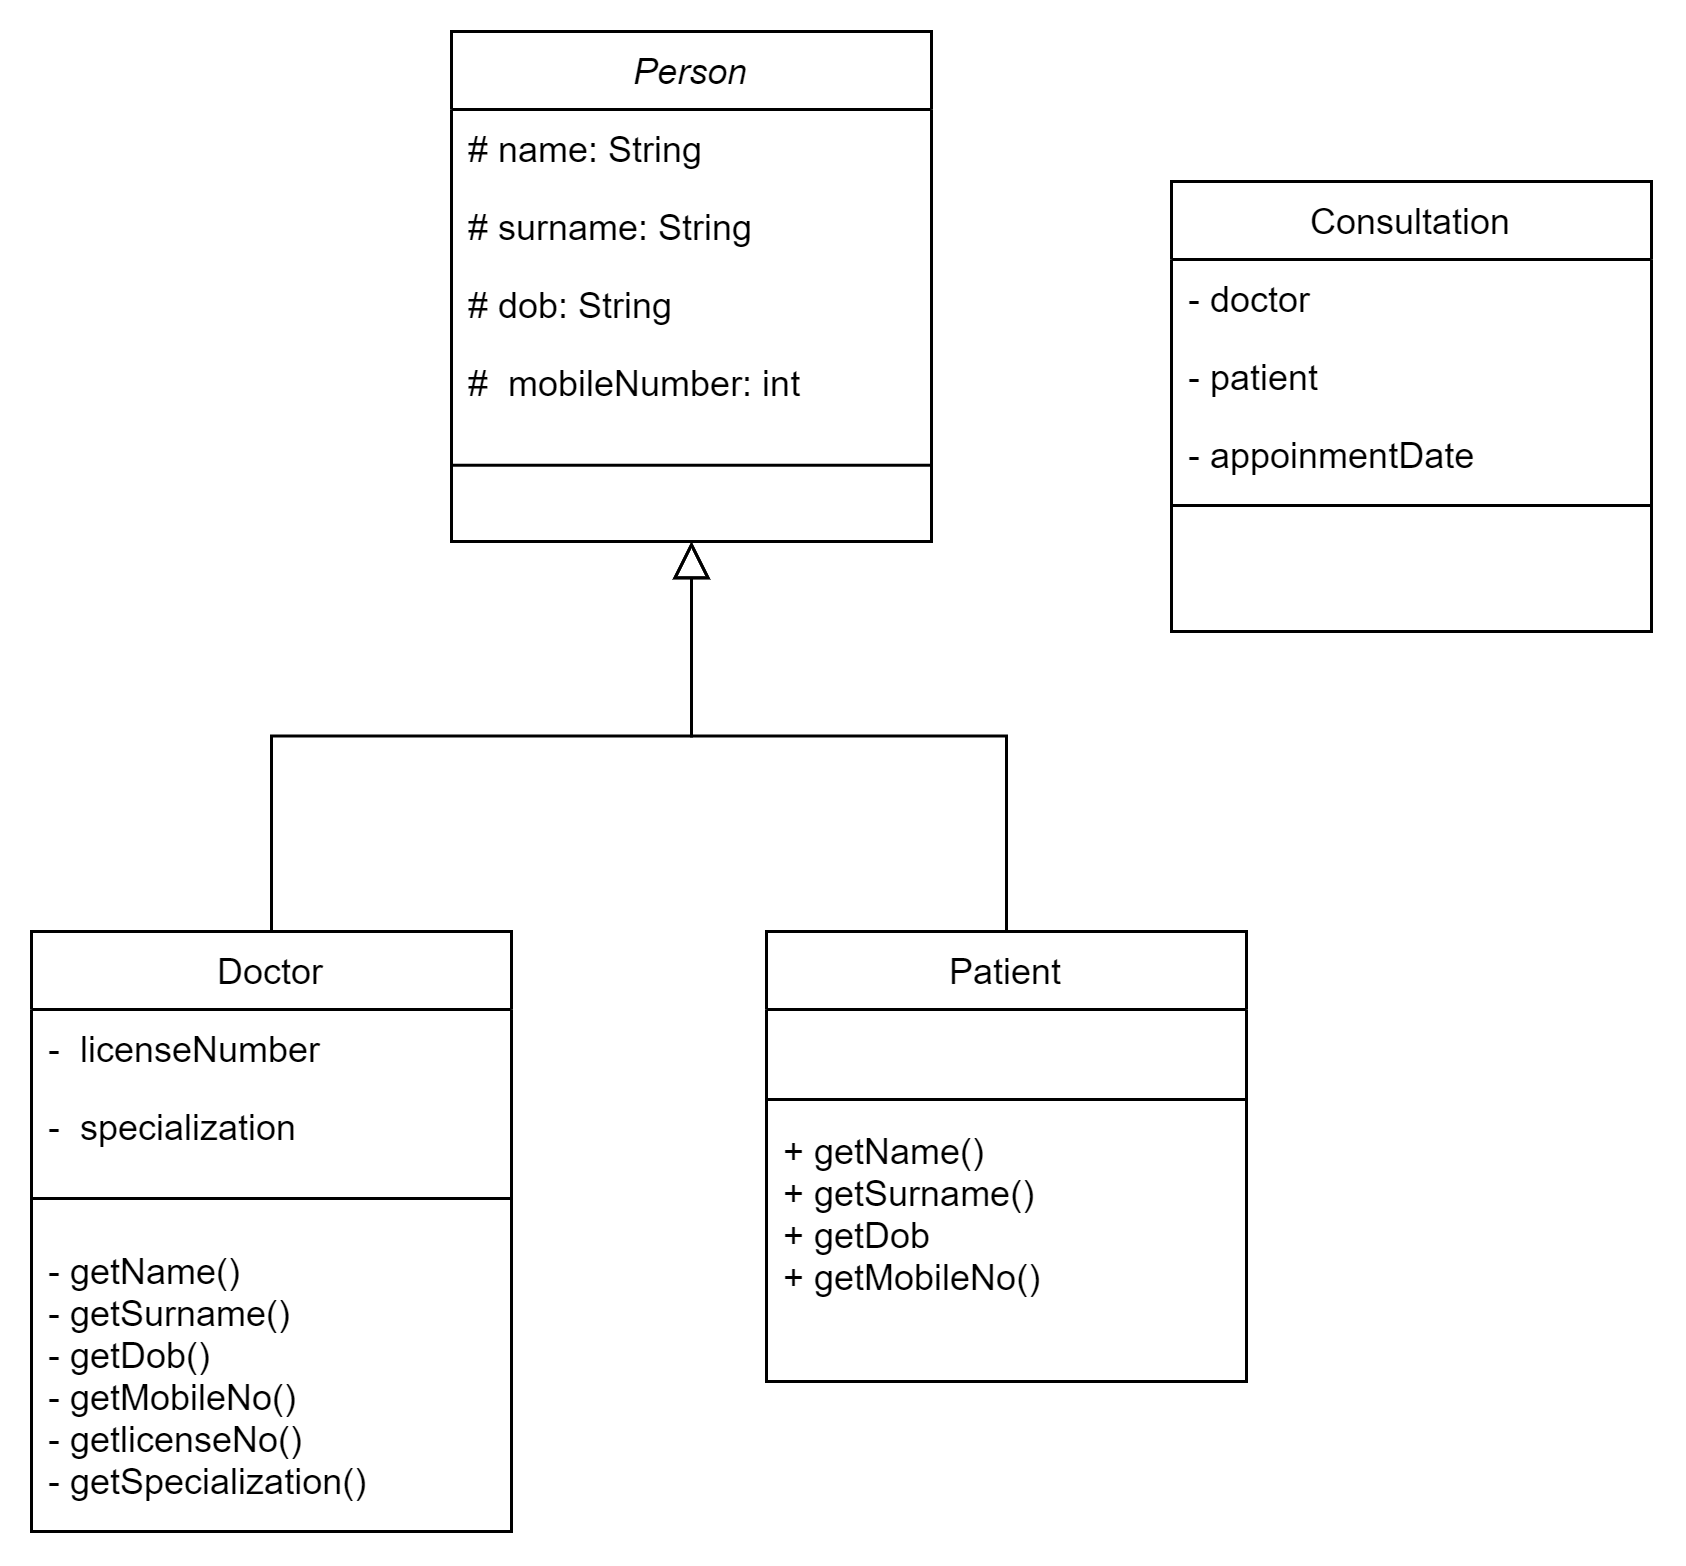 Person
# name: String
# surname: String
# dob: String
#  mobileNumber: int
Consultation
- doctor
- patient
- appoinmentDate
Doctor
-  licenseNumber
-  specialization
- getName()
- getSurname()
- getDob()
- getMobileNo()
- getlicenseNo()
- getSpecialization()
Patient
+ getName()
+ getSurname()
+ getDob
+ getMobileNo()